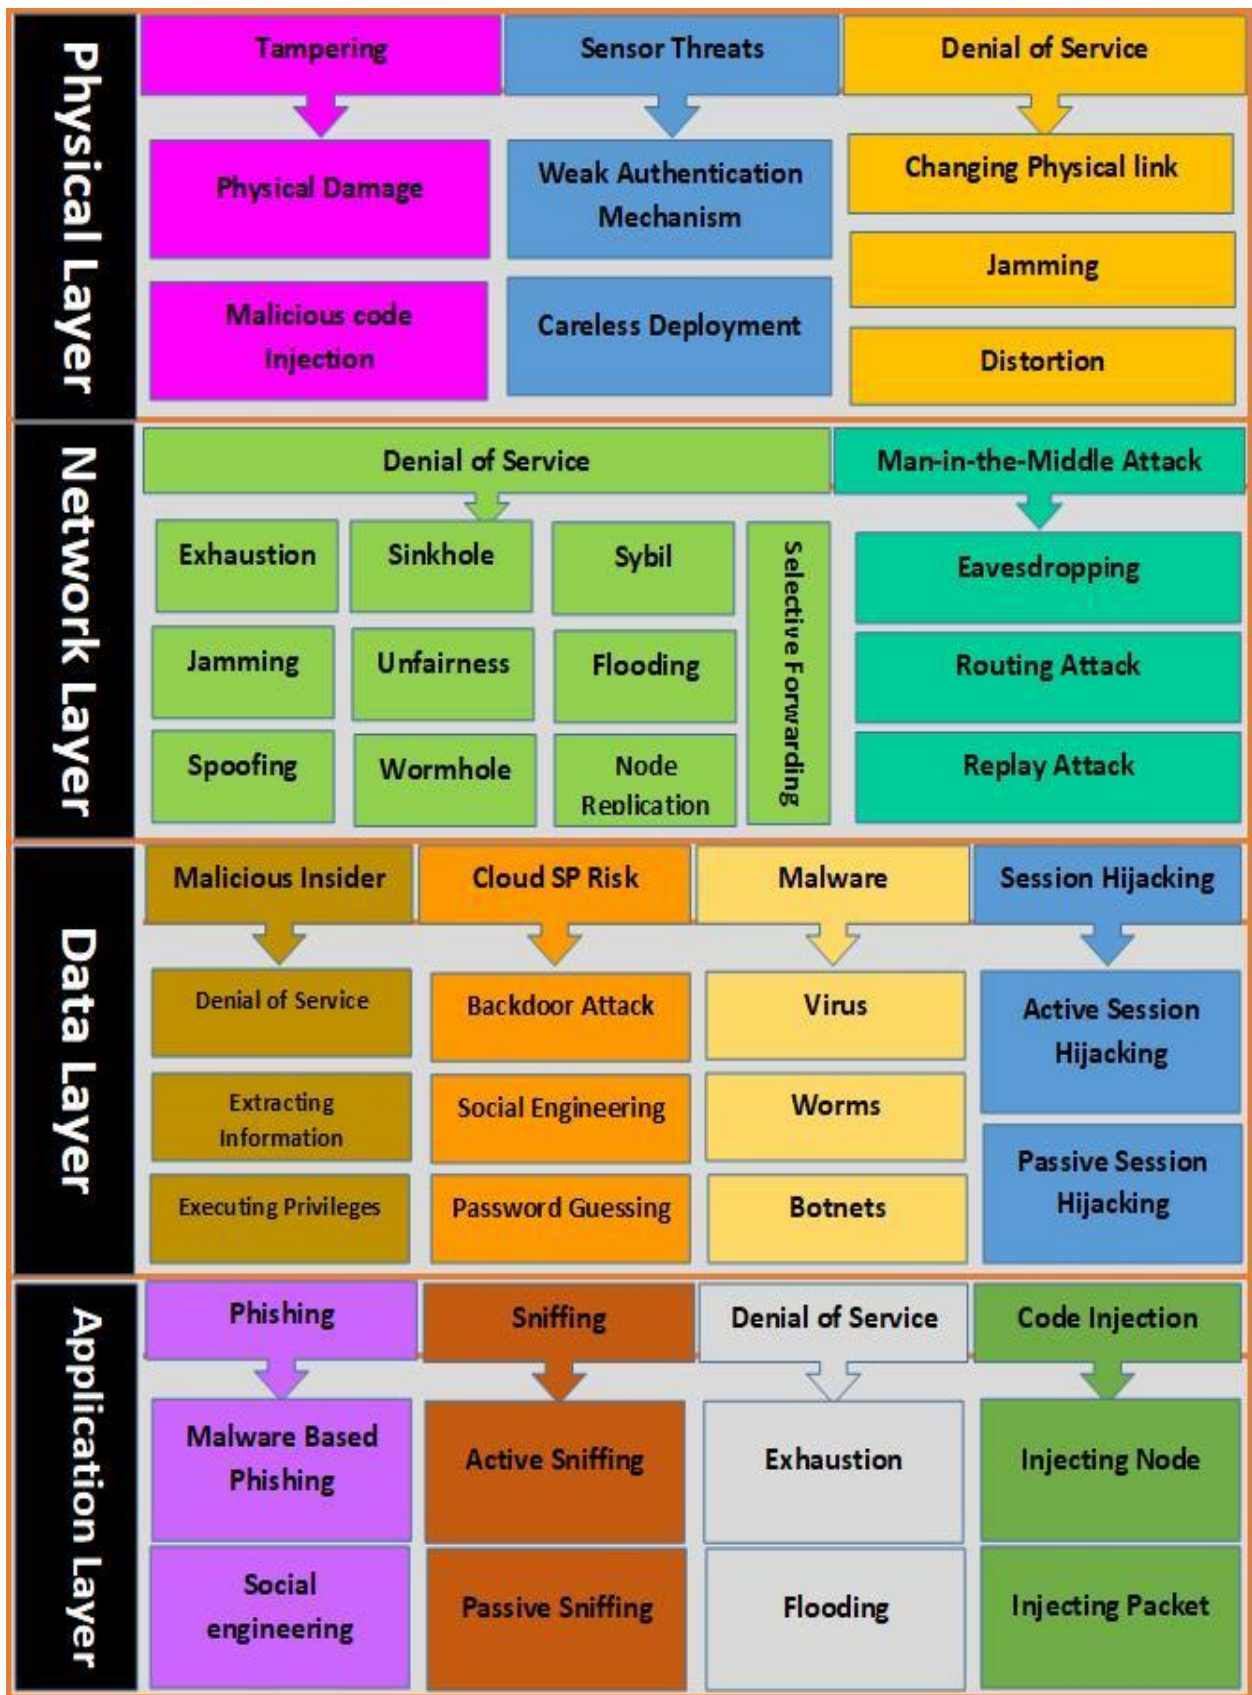 Physical Layer
Tampering
Sensor Threats
Denial of Service
Physical Damage
Weak Authentication
Mechanism
Changing Physical link
Malicious code
Injection
Careless Deployment
Jamming
Distortion
Network Layer
Denial of Service
Man-in-the-Middle Attack
Exhaustion
Sinkhole
Sybil
Selective Forwarding
Eavesdropping
Jamming
Unfairness
Flooding
Routing Attack
Spoofing
Wormhole
Node
Replication
Replay Attack
Data Layer
Malicious Insider
Cloud SP Risk
Malware
Session Hijacking
Denial of Service
Backdoor Attack
Virus
Active Session
Hijacking
Extracting
Information
Social Engineering
Worms
Passive Session
Hijacking
Executing Privileges
Password Guessing
Botnets
Application Layer
Phishing
Sniffing
Denial of Service
Code Injection
Malware Based
Phishing
Active Sniffing
Exhaustion
Injecting Node
Social
engineering
Passive Sniffing
Flooding
Injecting Packet